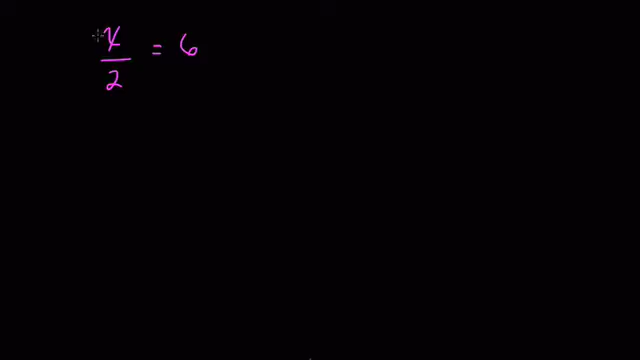 x/2 = 6